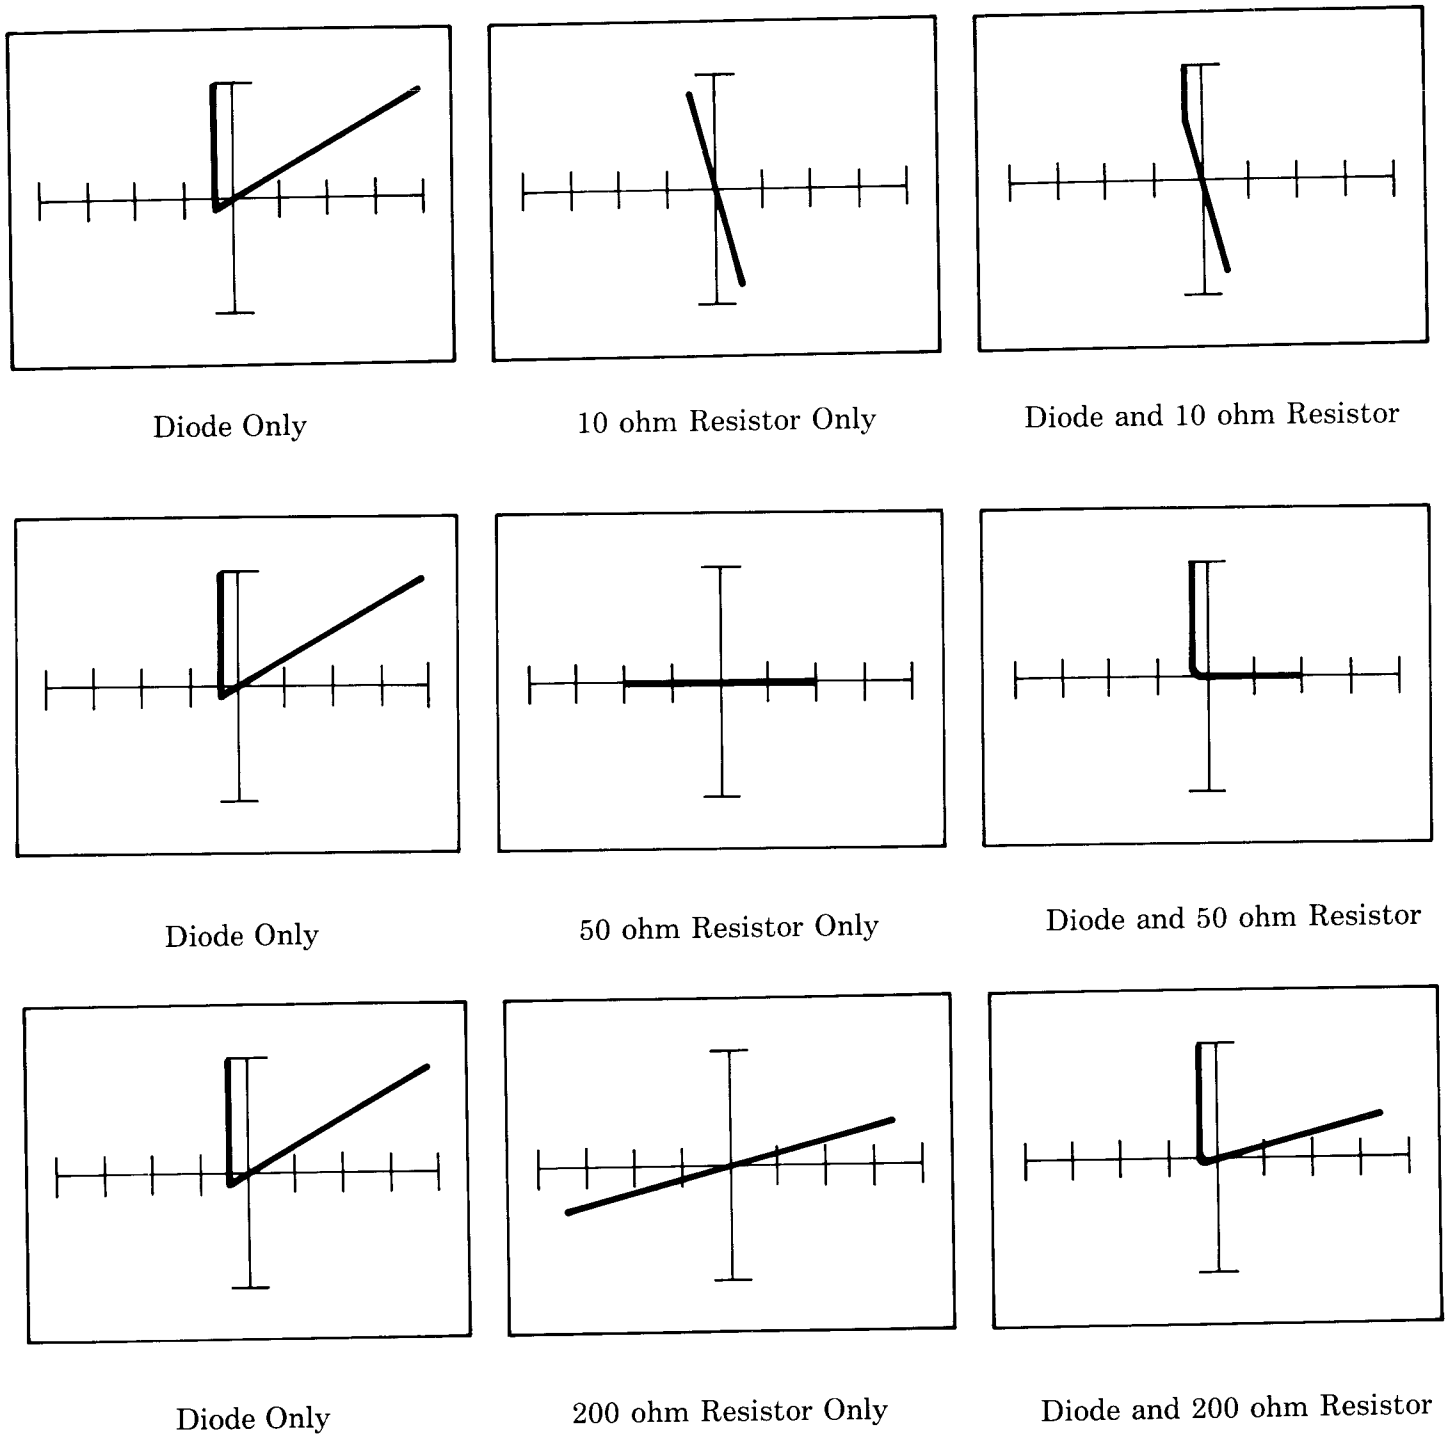 Diode Only
10 ohm Resistor Only
Diode and 10 ohm Resistor
Diode Only
50 ohm Resistor Only
Diode and 50 ohm Resistor
Diode Only
200 ohm Resistor Only
Diode and 200 ohm Resistor